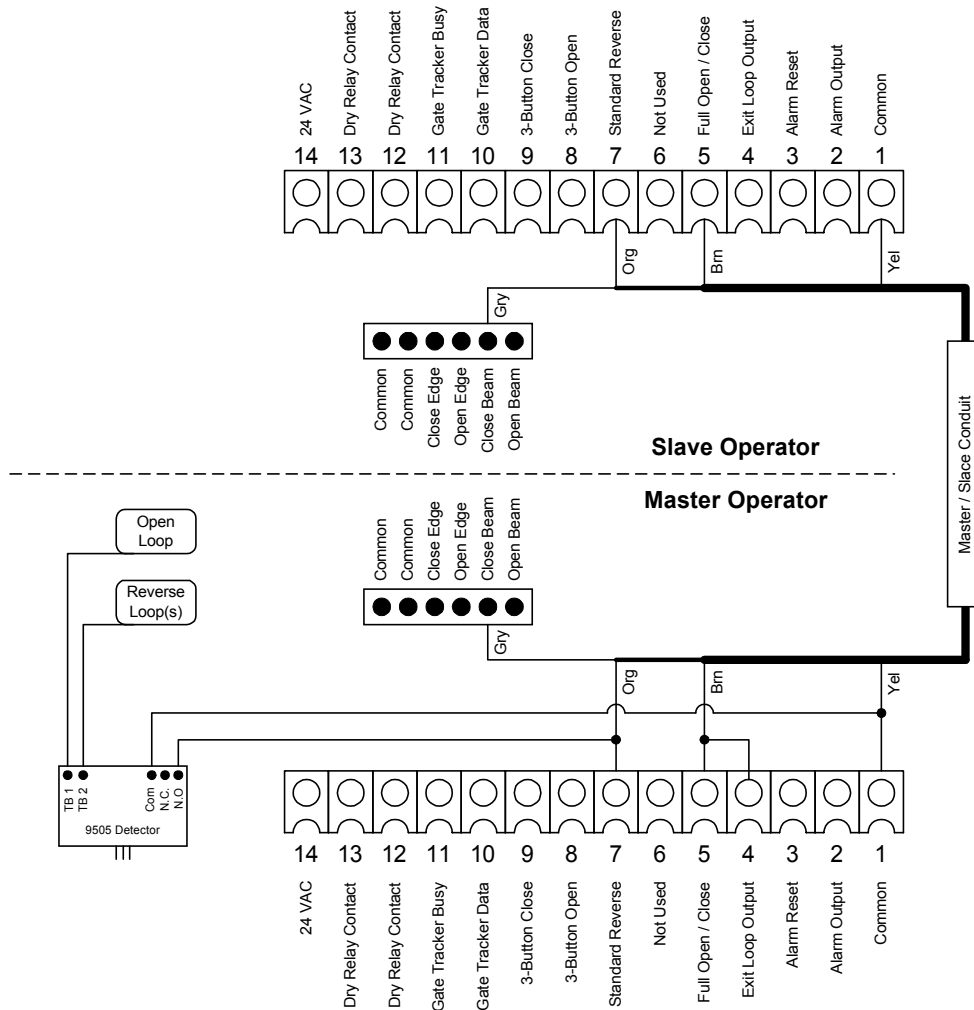 24 VAC
Dry Relay Contact
Dry Relay Contact
Gate Tracker Busy
Gate Tracker Data
3-Button Close
3-Button Open
Standard Reverse
Not Used
Full Open / Close
Exit Loop Output
Alarm Reset
Alarm Output
Common
14 13 12 11 10 9 8 7 6 5 4 3 2 1
Org
Brn
Yel
Gry
Common
Common
Close Edge
Open Edge
Close Beam
Open Beam
Master / Slace Conduit
Slave Operator
Master Operator
Open
Loop
Reverse
Loop(s)
Common
Common
Close Edge
Open Edge
Close Beam
Open Beam
Gry
Org
Brn
Yel
TB 1
TB 2
Com
N.C.
N.O
9505 Detector
14 13 12 11 10 9 8 7 6 5 4 3 2 1
24 VAC
Dry Relay Contact
Dry Relay Contact
Gate Tracker Busy
Gate Tracker Data
3-Button Close
3-Button Open
Standard Reverse
Not Used
Full Open / Close
Exit Loop Output
Alarm Reset
Alarm Output
Common